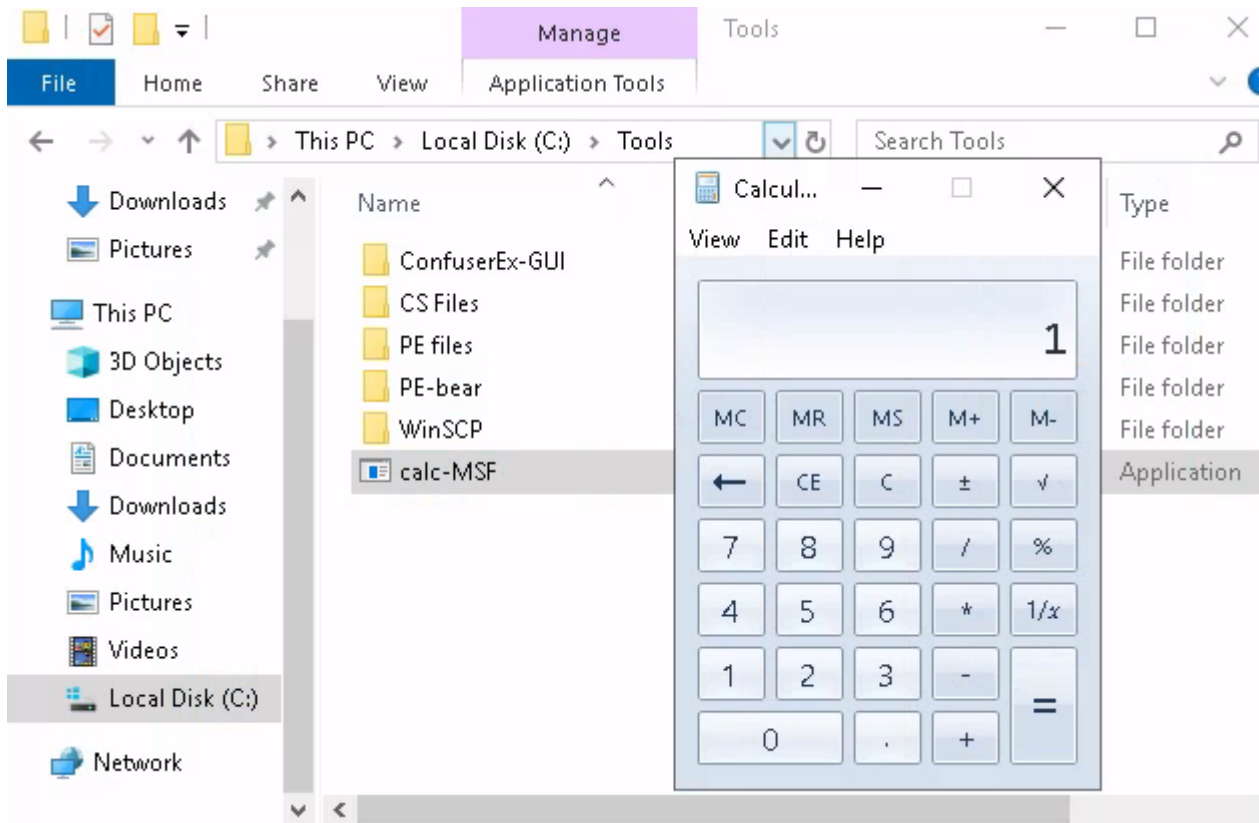 Manage Tools
File Home Share View Application Tools
This PC > Local Disk (C:) > Tools Search Tools
Downloads
Pictures
This PC
3D Objects
Desktop
Documents
Downloads
Music
Pictures
Videos
Local Disk (C:)
Network
Name Type
ConfuserEx-GUI File folder
CS Files File folder
PE files File folder
PE-bear File folder
WinSCP File folder
calc-MSF Application
Calcul...
View Edit Help
1
MC MR MS M+ M-
← CE C ± √
7 8 9 / %
4 5 6 * 1/x
1 2 3 - =
0 . +